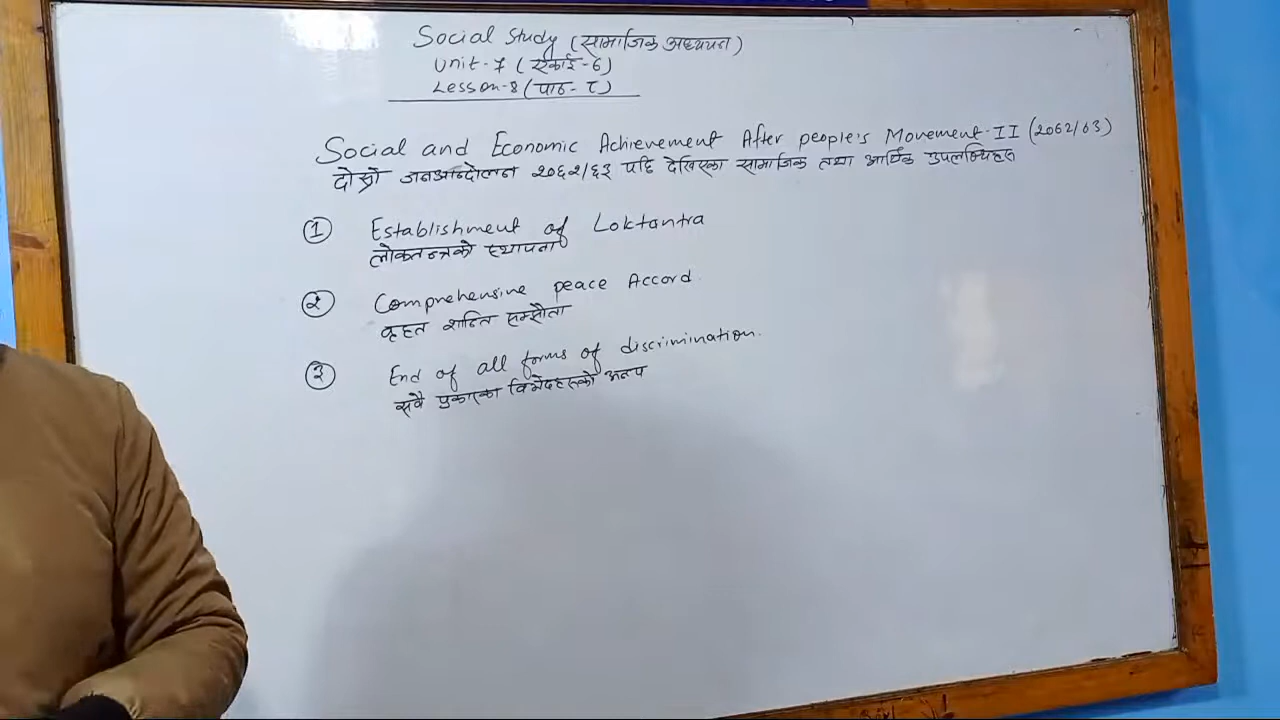 Social Study (सामाजिक अध्ययन)
Unit-7 (एकाई-७)
Lesson-8 (पाठ-८)
Social and Economic Achievement After people's Movement-II (2062/63)
दोस्रो जनआन्दोलन २०६२/६३ पछि देखिएका सामाजिक तथा आर्थिक उपलब्धिहरू
① Establishment of Loktantra
लोकतन्त्रको स्थापना
② Comprehensive peace Accord.
वृहत शान्ति सम्झौता
③ End of all forms of discrimination.
सवै प्रकारका विभेदहरुको अन्त्य